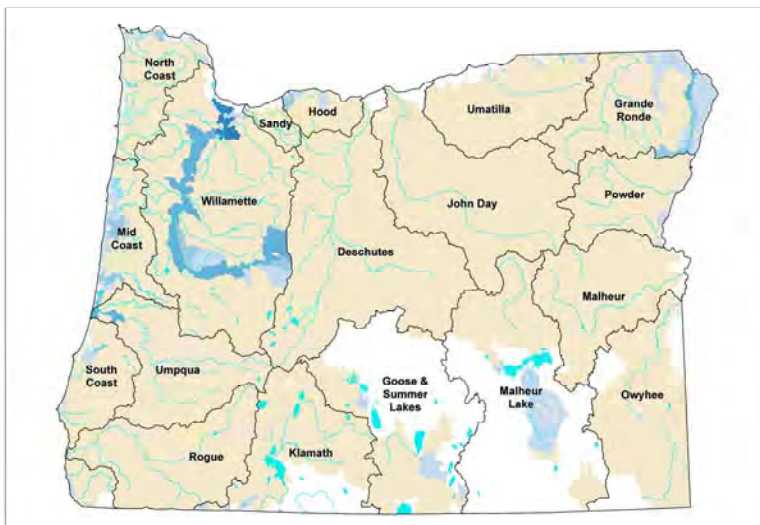 North
Coast
Sandy
Hood
Umatilla
Grande
Ronde
Willamette
John Day
Powder
Mid
Coast
Deschutes
Malheur
South
Coast
Umpqua
Goose &
Summer
Lakes
Malheur
Lake
Owyhee
Rogue
Klamath